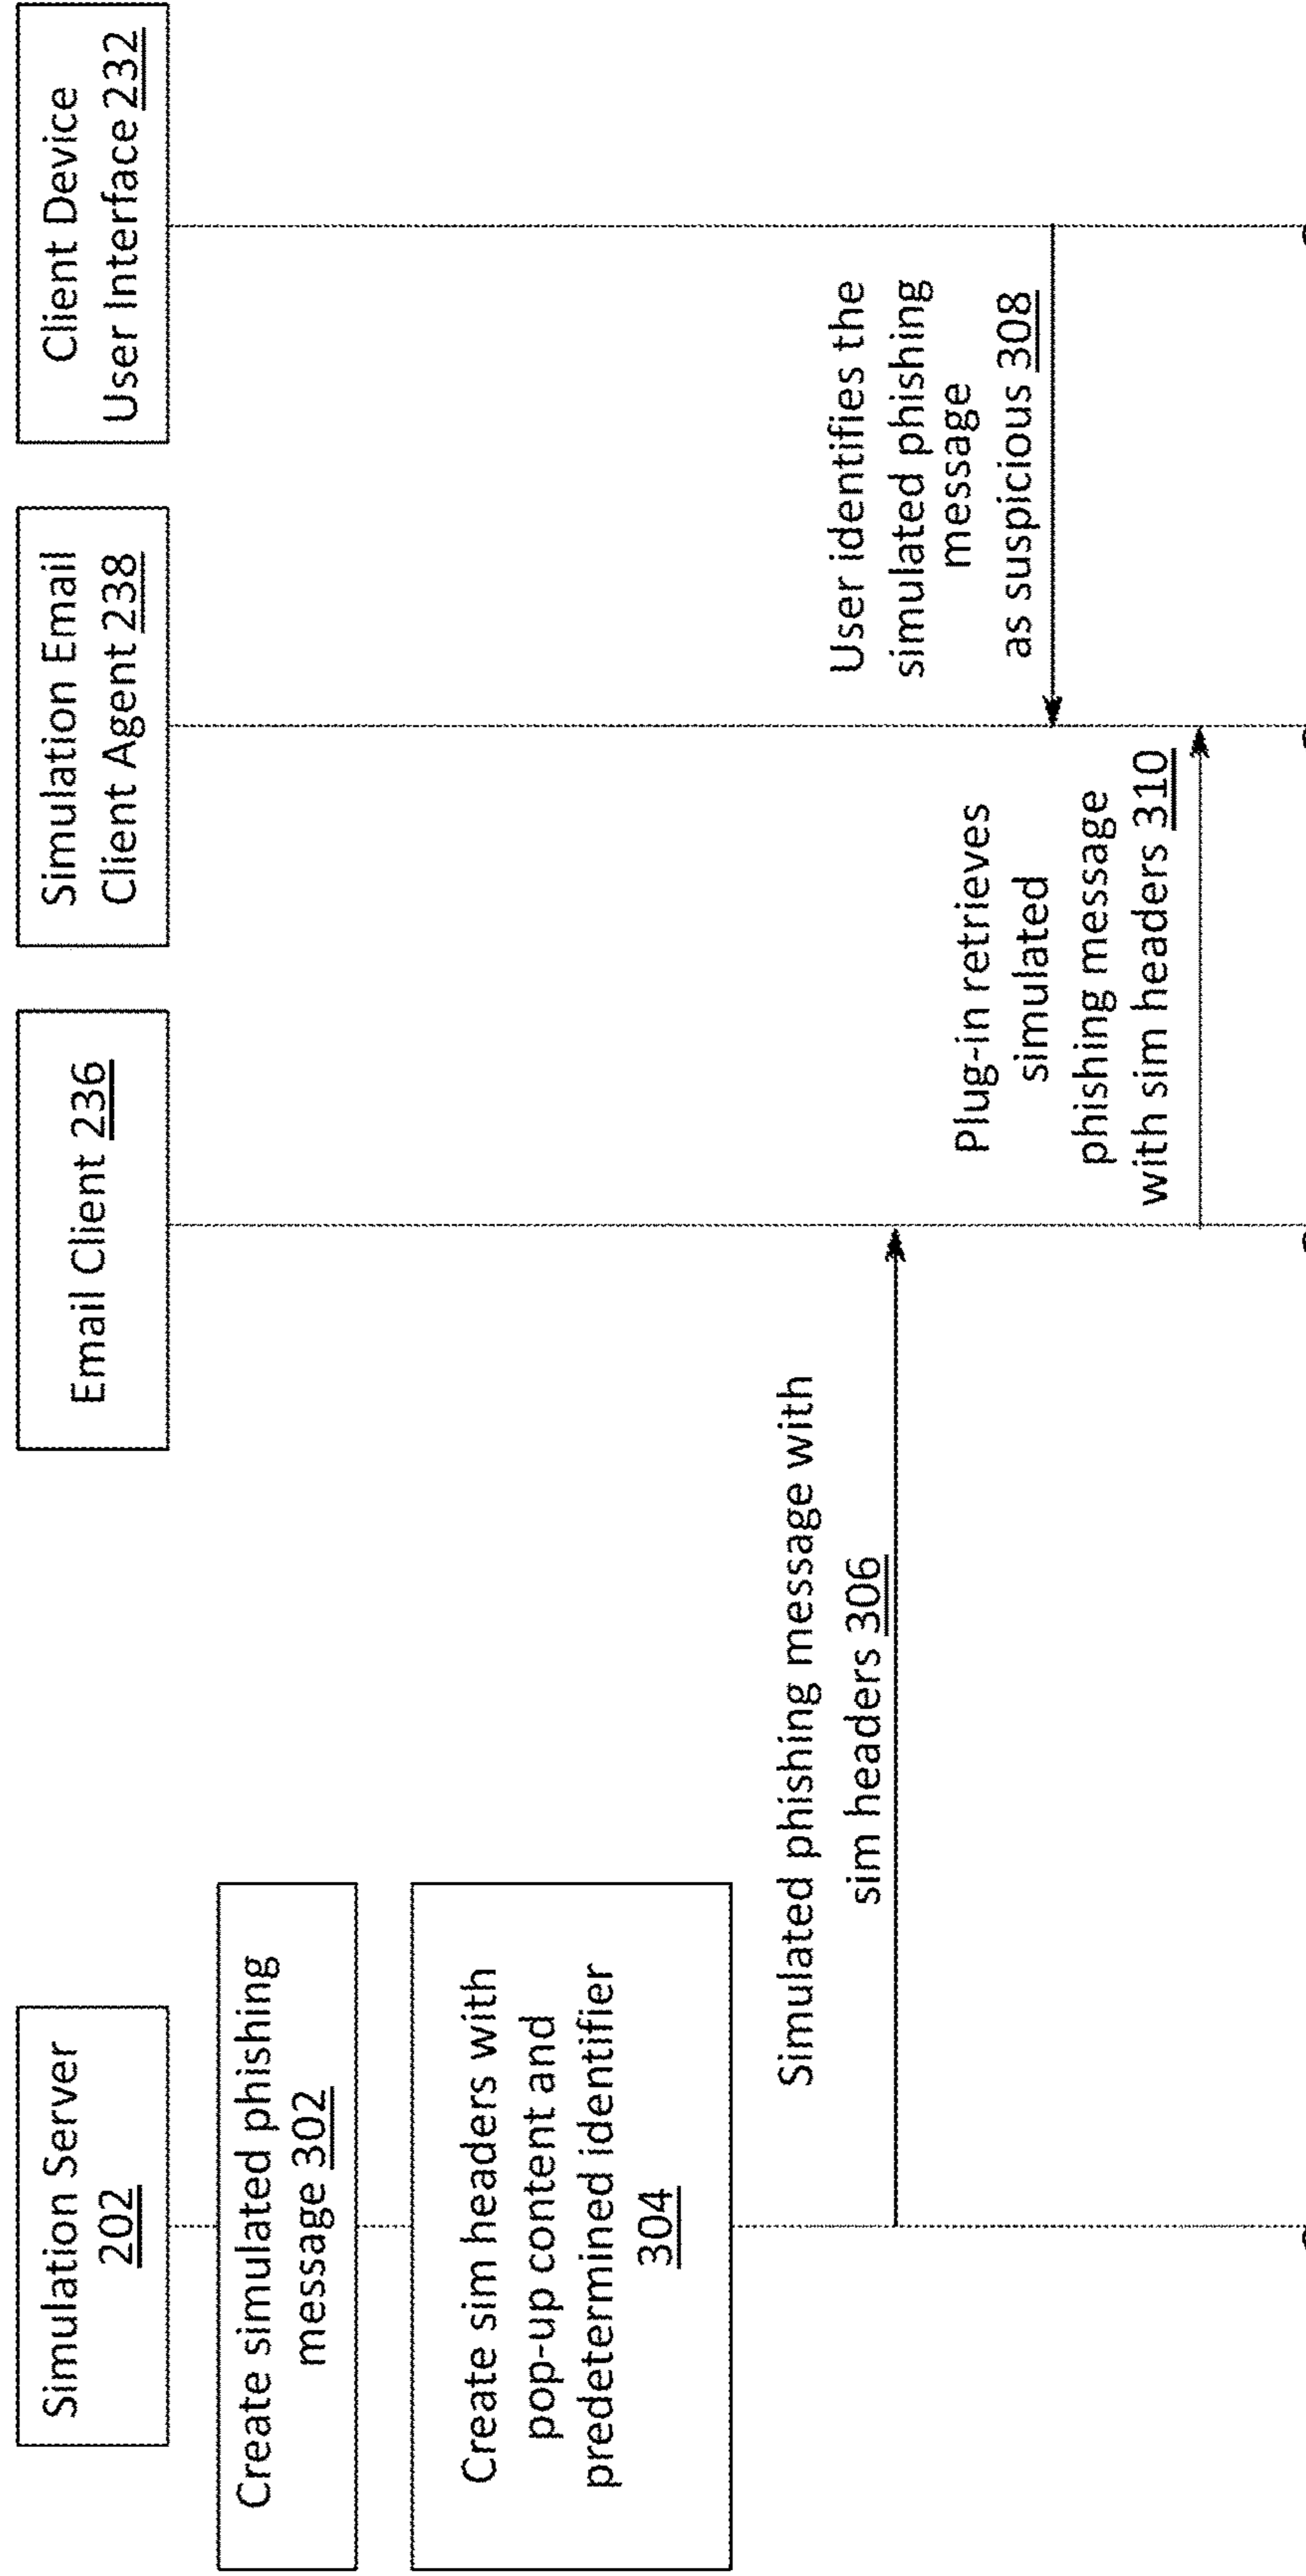 Simulation Server
202
Email Client 236
Simulation Email
Client Agent 238
Client Device
User Interface 232
Create simulated phishing
message 302
Create sim headers with
pop-up content and
predetermined identifier
304
Simulated phishing message with
sim headers 306
User identifies the
simulated phishing
message
as suspicious 308
Plug-in retrieves
simulated
phishing message
with sim headers 310